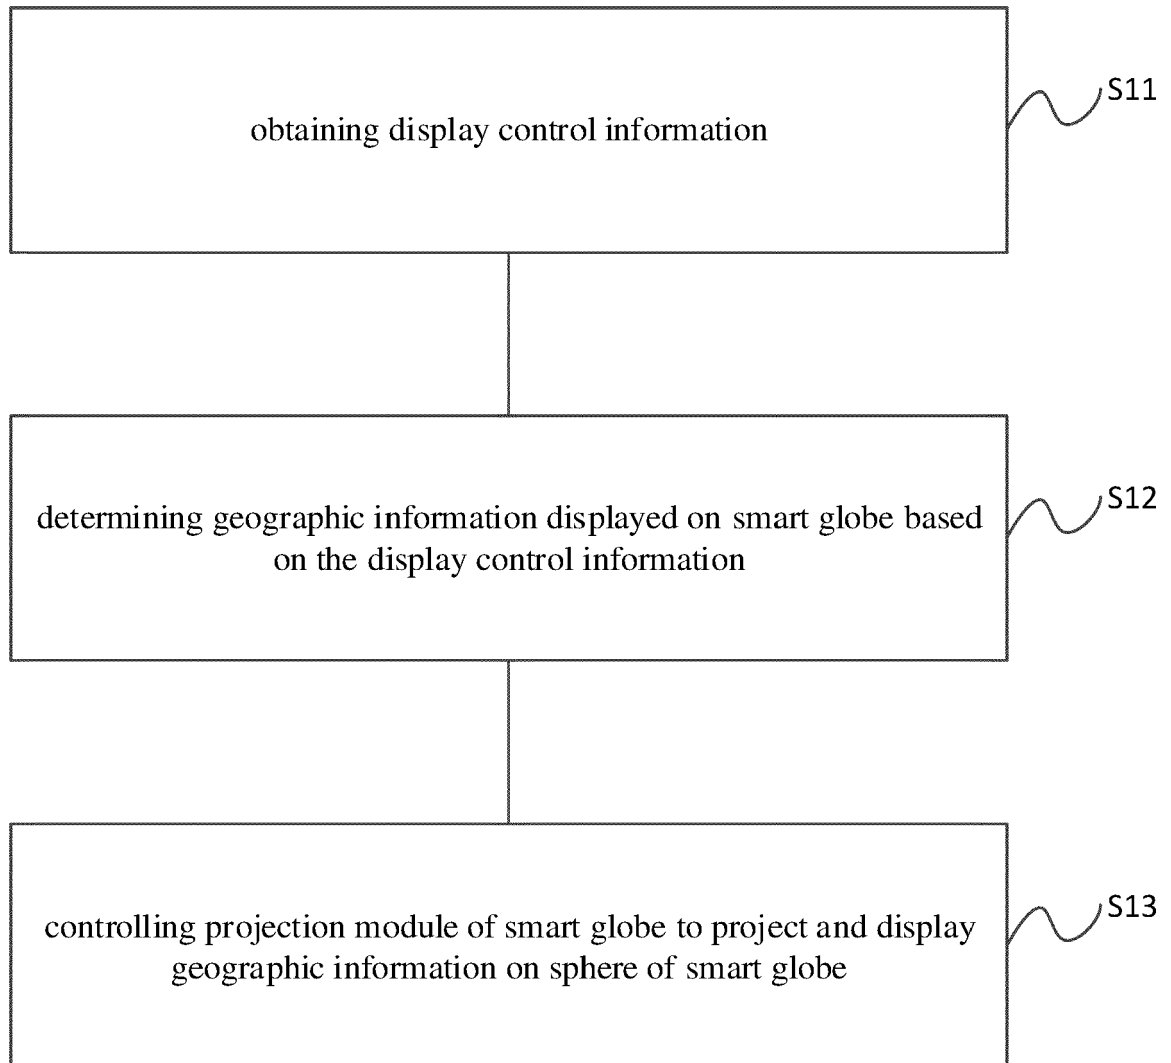 obtaining display control information
S11
determining geographic information displayed on smart globe based
on the display control information
S12
controlling projection module of smart globe to project and display
geographic information on sphere of smart globe
S13